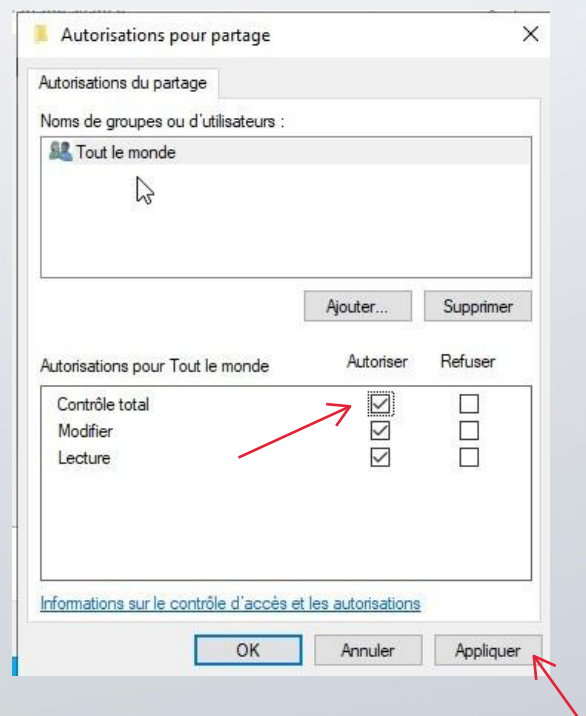 Autorisations pour partage
Autorisations du partage
Noms de groupes ou d'utilisateurs :
Tout le monde
Ajouter...
Supprimer
Autorisations pour Tout le monde
Autoriser
Refuser
Contrôle total
Modifier
Lecture
Informations sur le contrôle d'accès et les autorisations
OK
Annuler
Appliquer